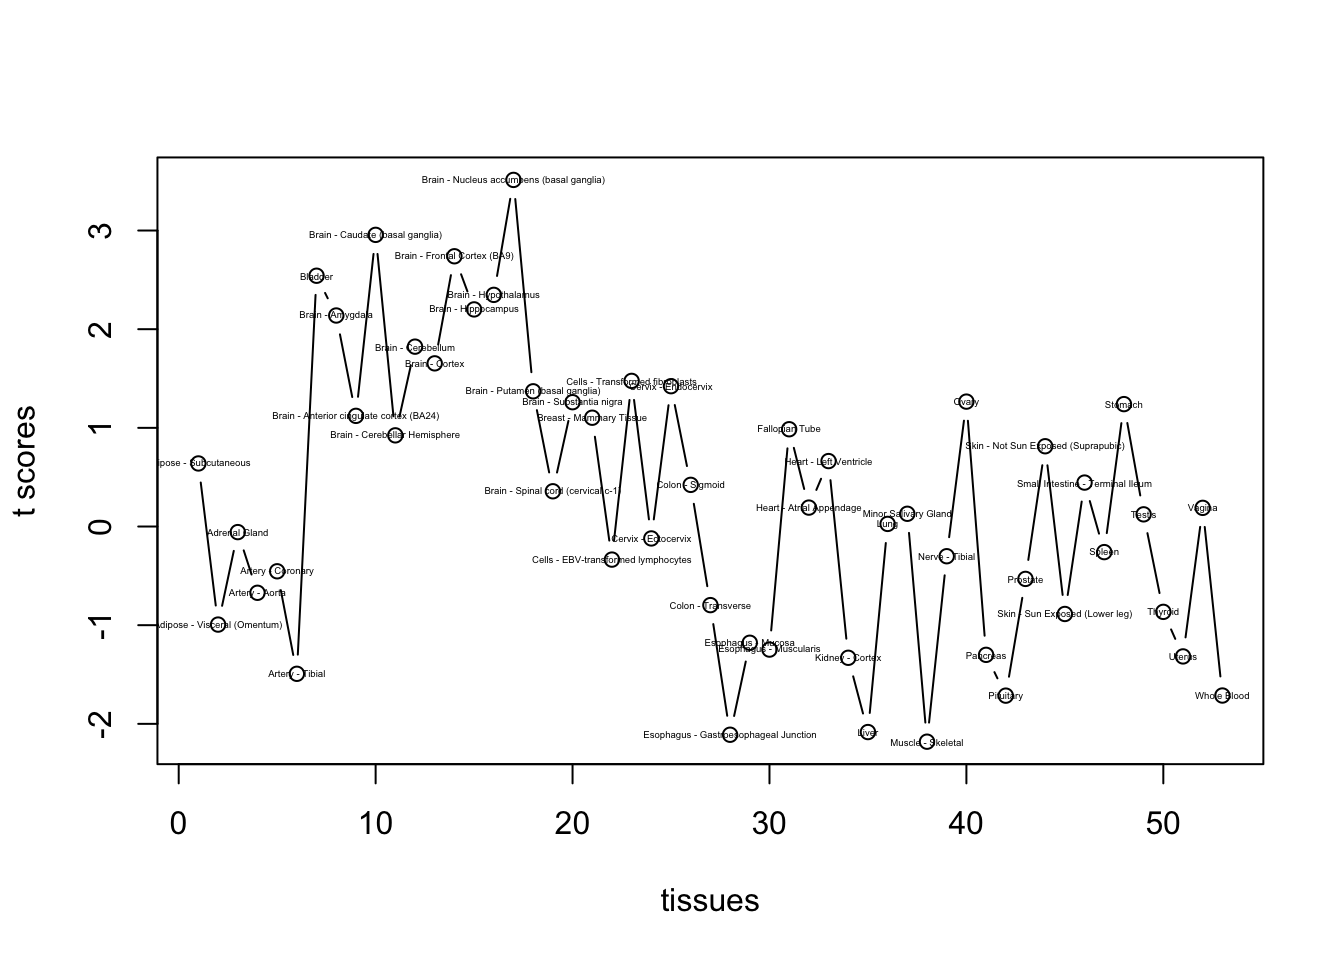 Brain - Nucleus accumbens (basal ganglia)
Brain - Caudate (basal ganglia)
Brain - Frontal Cortex (BA9)
Bladder
Brain - Hypothalamus
Brain - Hippocampus
Brain - Amygdala
Brain - Cerebellum
Brain - Cortex
Cells - Transformed fibroblasts
Cervix - Endocervix
Brain - Putamen (basal ganglia)
Brain - Substantia nigra
Ovary
Stomach
Brain - Anterior cingulate cortex (BA24)
Breast - Mammary Tissue
Fallopian Tube
Brain - Cerebellar Hemisphere
Skin - Not Sun Exposed (Suprapubic)
ipose - Subcutaneous
Heart - Left Ventricle
Colon - Sigmoid
Small Intestine - Terminal Ileum
Brain - Spinal cord (cervical c-1)
Heart - Atrial Appendage
Vagina
Minor Salivary Gland
Testis
Lung
Adrenal Gland
Cervix - Ectocervix
Spleen
Cells - EBV-transformed lymphocytes
Nerve - Tibial
Artery - Coronary
Prostate
Artery - Aorta
Colon - Transverse
Thyroid
Skin - Sun Exposed (Lower leg)
dipose - Visceral (Omentum)
Esophagus - Mucosa
Esophagus - Muscularis
Pancreas
Uterus
Kidney - Cortex
Artery - Tibial
Pituitary
Whole Blood
Liver
Esophagus - Gastroesophageal Junction
Muscle - Skeletal
3
2
1
0
-1
-2
t scores
0 10 20 30 40 50
tissues